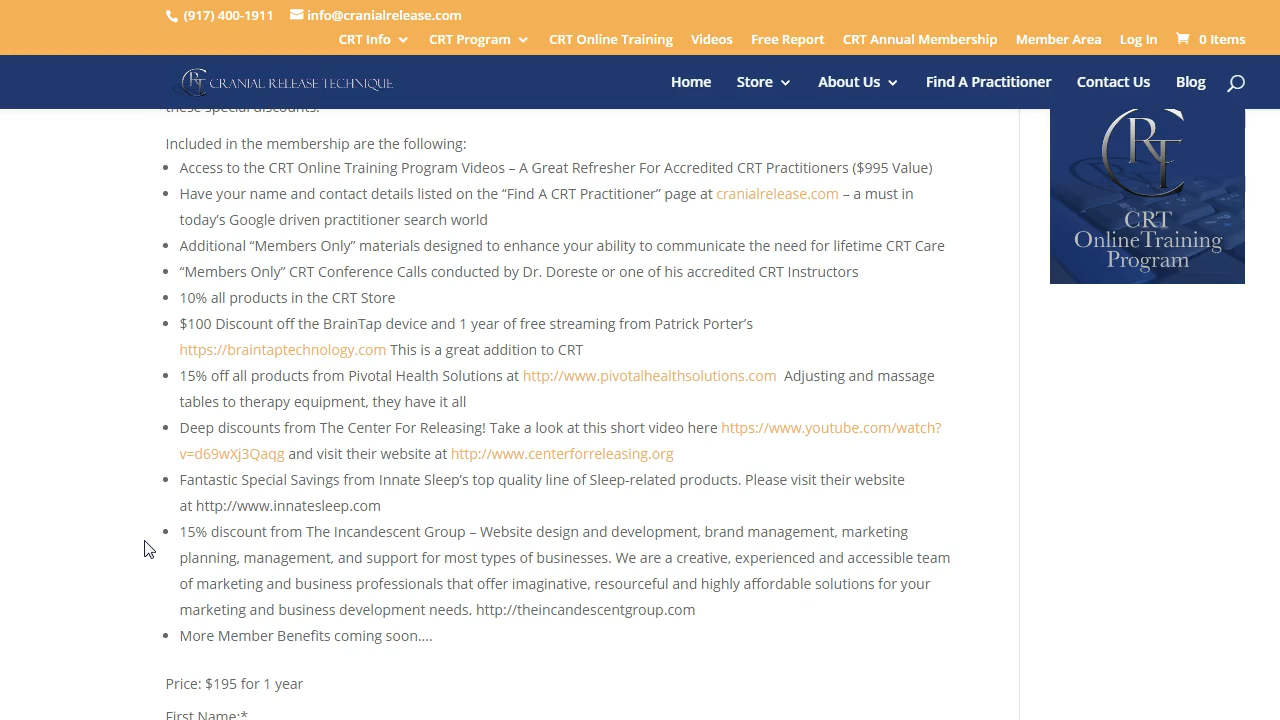 (917) 400-1911 info@cranialrelease.com
CRT Info CRT Program CRT Online Training Videos Free Report CRT Annual Membership Member Area Log In 0 Items
CRT CRANIAL RELEASE TECHNIQUE
Home Store About Us Find A Practitioner Contact Us Blog
these special discounts.
Included in the membership are the following:
Access to the CRT Online Training Program Videos – A Great Refresher For Accredited CRT Practitioners ($995 Value)
Have your name and contact details listed on the “Find A CRT Practitioner” page at cranialrelease.com – a must in
today’s Google driven practitioner search world
Additional “Members Only” materials designed to enhance your ability to communicate the need for lifetime CRT Care
“Members Only” CRT Conference Calls conducted by Dr. Doreste or one of his accredited CRT Instructors
10% all products in the CRT Store
$100 Discount off the BrainTap device and 1 year of free streaming from Patrick Porter’s
https://braintaptechnology.com This is a great addition to CRT
15% off all products from Pivotal Health Solutions at http://www.pivotalhealthsolutions.com Adjusting and massage
tables to therapy equipment, they have it all
Deep discounts from The Center For Releasing! Take a look at this short video here https://www.youtube.com/watch?
v=d69wXj3Qaqg and visit their website at http://www.centerforreleasing.org
Fantastic Special Savings from Innate Sleep’s top quality line of Sleep-related products. Please visit their website
at http://www.innatesleep.com
15% discount from The Incandescent Group – Website design and development, brand management, marketing
planning, management, and support for most types of businesses. We are a creative, experienced and accessible team
of marketing and business professionals that offer imaginative, resourceful and highly affordable solutions for your
marketing and business development needs. http://theincandescentgroup.com
More Member Benefits coming soon….
Price: $195 for 1 year
First Name:*
CRT
CRT
Online Training
Program